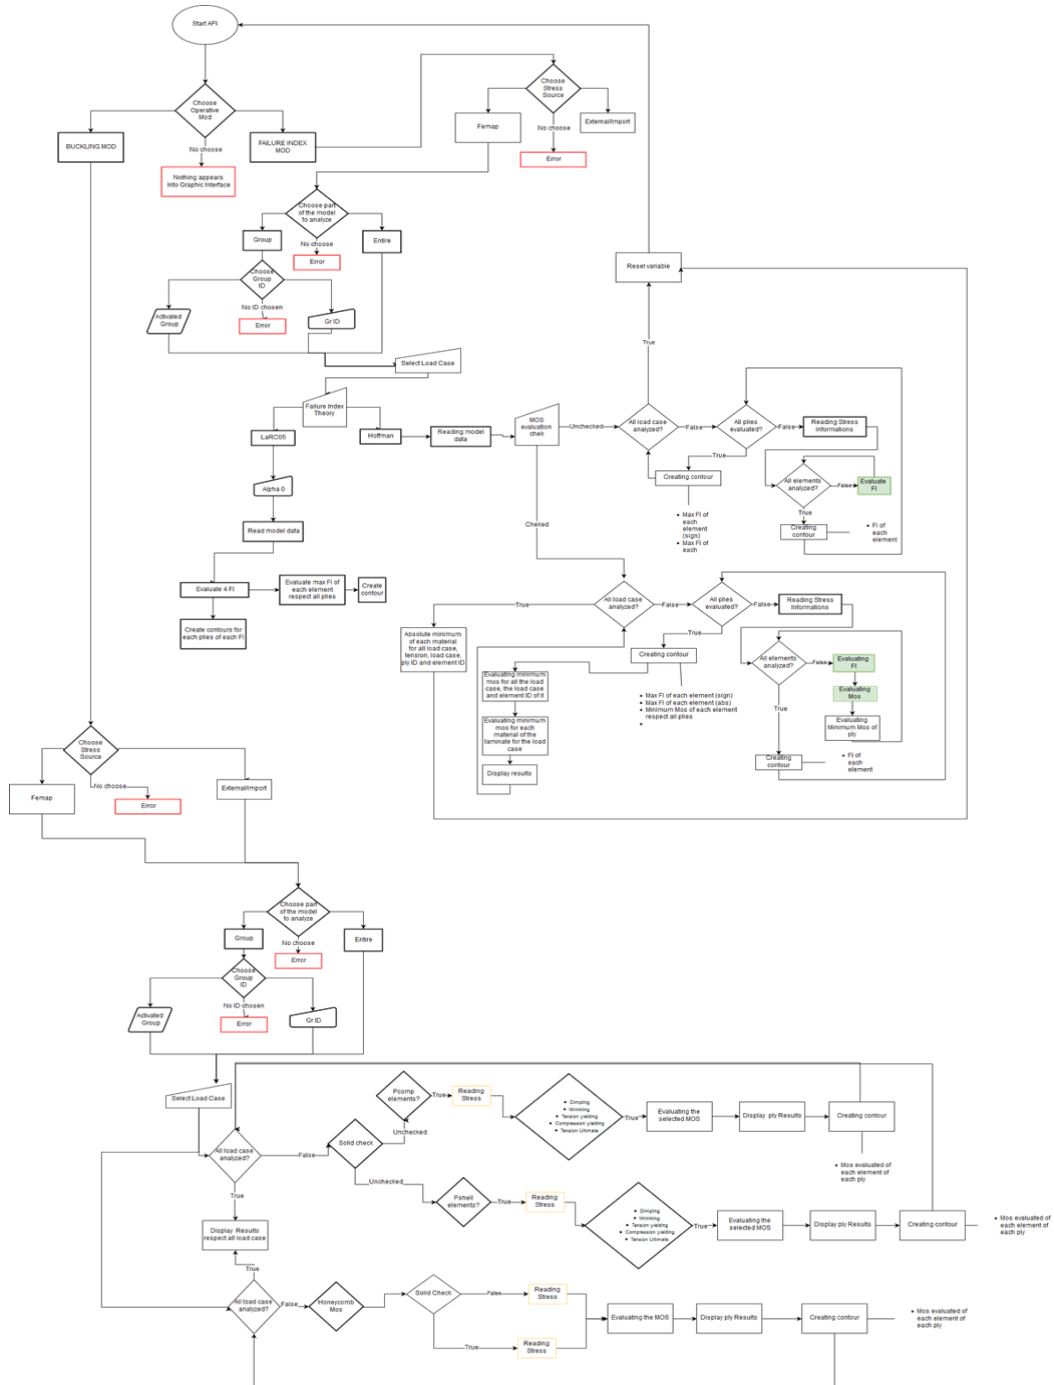 Start API
Choose
Operative
Mod
BUCKLING MOD
No choose
FAILURE INDEX
MOD
Nothing appears
into Graphic Interface
Choose
Stress
Source
Femap
No choose
External/Import
Error
Choose part
of the model
to analyze
Group
No choose
Entire
Error
Choose
Group
ID
Activated
Group
No ID chosen
Error
Gr ID
Select Load Case
Failure Index
Theory
LaRC05
Hoffman
Reading model
data
MOS
evaluation
chek
Unchecked
Cheked
Alpha 0
Read model data
Evaluate 4 FI
Evaluate max FI of
each element
respect all plies
Create
contour
Create contours for
each plies of each FI
Reset variable
True
All load case
analyzed?
False
All plies
evaluated?
False
Reading Stress
Informations
True
Creating contour
• Max FI of
each
element
(sign)
• Max FI of
each
All elements
analyzed?
False
Evaluate
FI
True
Creating
contour
• FI of
each
element
True
All load case
analyzed?
False
All plies
evaluated?
False
Reading Stress
Informations
True
Creating contour
Absolute minimum
of each material
for all load case,
tension, load case,
ply ID and element ID
Evaluating minimum
mos for all the load
case, the load case
and element ID of it
Evaluating minimum
mos for each
material of the
laminate for the load
case
Display results
• Max FI of each element (sign)
• Max FI of each element (abs)
• Minimum Mos of each element
respect all plies
•
All elements
analyzed?
False
Evaluating
FI
Evaluating
Mos
Evaluating
Minimum Mos of
ply
True
Creating
contour
• FI of
each
element
Choose
Stress
Source
Femap
No choose
Error
External/Import
Choose part
of the model
to analyze
Group
No choose
Entire
Error
Choose
Group
ID
Activated
Group
No ID chosen
Error
Gr ID
Select Load Case
All load case
analyzed?
False
Solid check
Unchecked
Pcomp
elements?
True
Reading
Stress
• Dimpling
• Wrinkling
• Tension yielding
• Compression yielding
• Tension Ultimate
True
Evaluating the
selected MOS
Display ply Results
Creating contour
• Mos evaluated of
each element of
each ply
Unchecked
Pshell
elements?
True
Reading
Stress
• Dimpling
• Wrinkling
• Tension yielding
• Compression yielding
• Tension Ultimate
True
Evaluating the
selected MOS
Display ply Results
Creating contour
• Mos evaluated of
each element of
each ply
True
Display Results
respect all load case
True
All load case
analyzed?
False
Honeycomb
Mos
Solid Check
False
Reading
Stress
True
Reading
Stress
Evaluating the MOS
Display ply Results
Creating contour
• Mos evaluated of
each element of
each ply